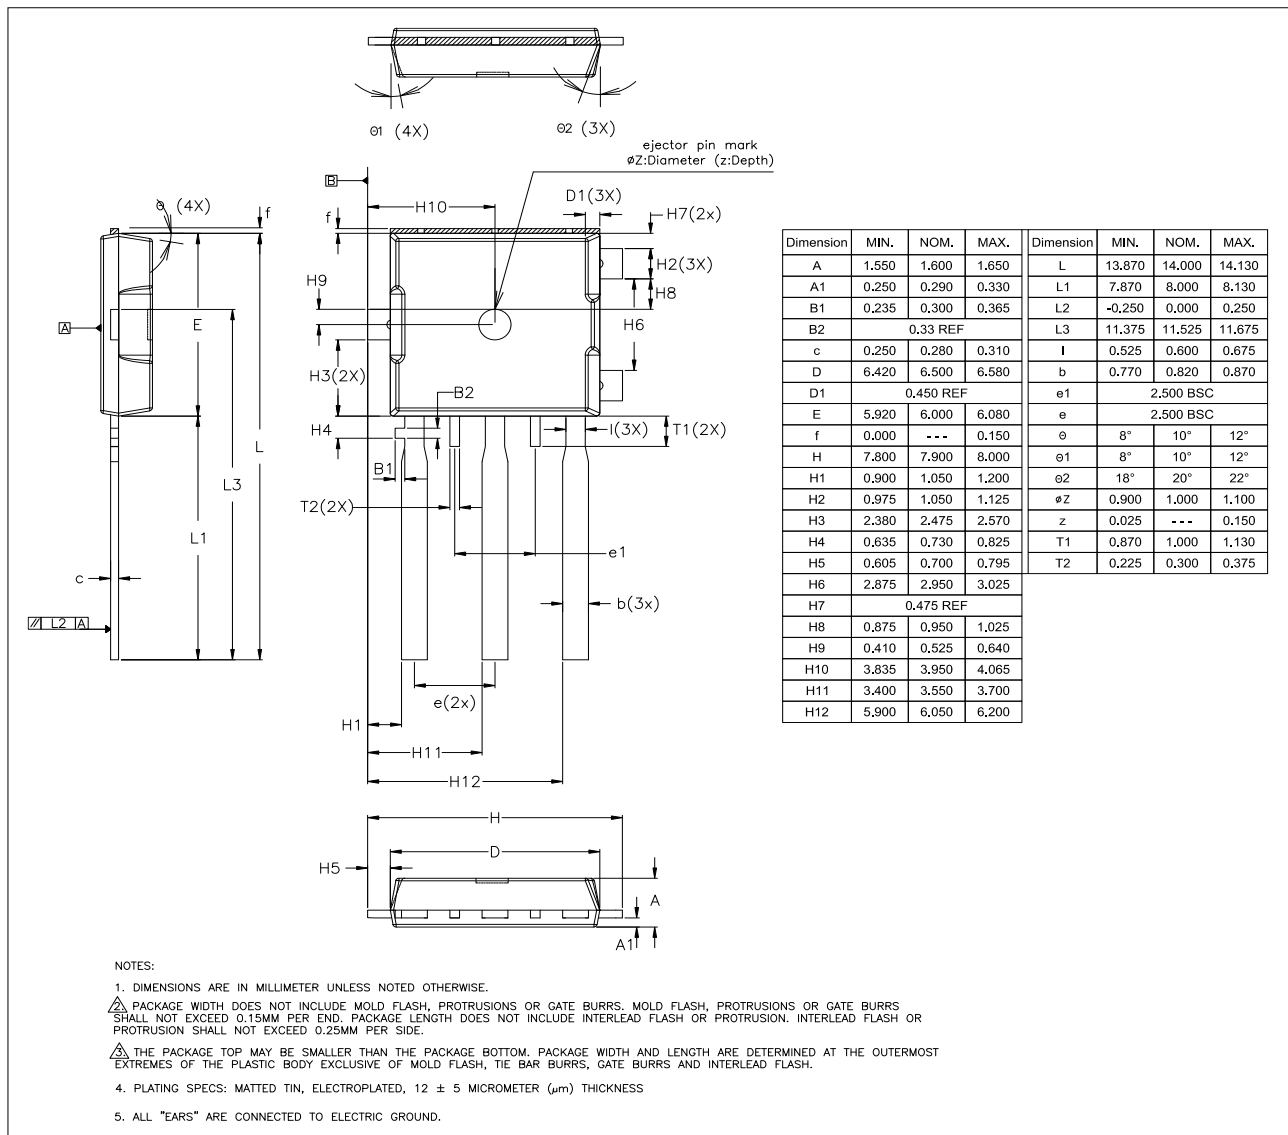 Θ1 (4X)
Θ2 (3X)
ejector pin mark
øZ:Diameter (z:Depth)
B
Θ (4X)
f
f
H10
D1(3X)
H7(2x)
H2(3X)
H9
H8
A
E
H6
H3(2X)
B2
H4
I(3X)
T1(2X)
L
L3
B1
T2(2X)
L1
e1
c
b(3x)
// L2 A
e(2x)
H1
H11
H12
H
D
H5
A
A1
Dimension MIN. NOM. MAX. Dimension MIN. NOM. MAX.
A 1.550 1.600 1.650 L 13.870 14.000 14.130
A1 0.250 0.290 0.330 L1 7.870 8.000 8.130
B1 0.235 0.300 0.365 L2 -0.250 0.000 0.250
B2 0.33 REF L3 11.375 11.525 11.675
c 0.250 0.280 0.310 I 0.525 0.600 0.675
D 6.420 6.500 6.580 b 0.770 0.820 0.870
D1 0.450 REF e1 2.500 BSC
E 5.920 6.000 6.080 e 2.500 BSC
f 0.000 --- 0.150 Θ 8° 10° 12°
H 7.800 7.900 8.000 Θ1 8° 10° 12°
H1 0.900 1.050 1.200 Θ2 18° 20° 22°
H2 0.975 1.050 1.125 øZ 0.900 1.000 1.100
H3 2.380 2.475 2.570 z 0.025 --- 0.150
H4 0.635 0.730 0.825 T1 0.870 1.000 1.130
H5 0.605 0.700 0.795 T2 0.225 0.300 0.375
H6 2.875 2.950 3.025
H7 0.475 REF
H8 0.875 0.950 1.025
H9 0.410 0.525 0.640
H10 3.835 3.950 4.065
H11 3.400 3.550 3.700
H12 5.900 6.050 6.200
NOTES:
1. DIMENSIONS ARE IN MILLIMETER UNLESS NOTED OTHERWISE.
2. PACKAGE WIDTH DOES NOT INCLUDE MOLD FLASH, PROTRUSIONS OR GATE BURRS. MOLD FLASH, PROTRUSIONS OR GATE BURRS
SHALL NOT EXCEED 0.15MM PER END. PACKAGE LENGTH DOES NOT INCLUDE INTERLEAD FLASH OR PROTRUSION. INTERLEAD FLASH OR
PROTRUSION SHALL NOT EXCEED 0.25MM PER SIDE.
3. THE PACKAGE TOP MAY BE SMALLER THAN THE PACKAGE BOTTOM. PACKAGE WIDTH AND LENGTH ARE DETERMINED AT THE OUTERMOST
EXTREMES OF THE PLASTIC BODY EXCLUSIVE OF MOLD FLASH, TIE BAR BURRS, GATE BURRS AND INTERLEAD FLASH.
4. PLATING SPECS: MATTED TIN, ELECTROPLATED, 12 ± 5 MICROMETER (μm) THICKNESS
5. ALL "EARS" ARE CONNECTED TO ELECTRIC GROUND.